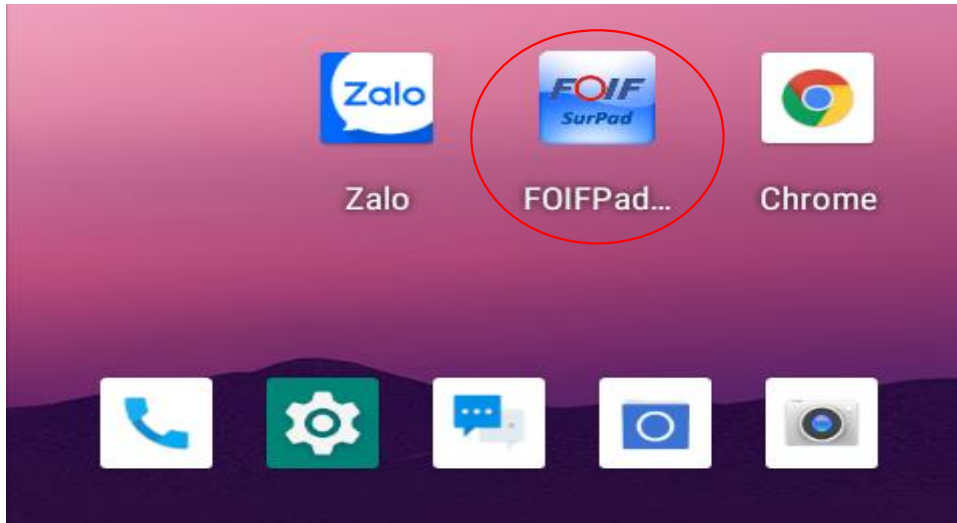 Zalo
FOIF
SurPad
Zalo
FOIFPad...
Chrome